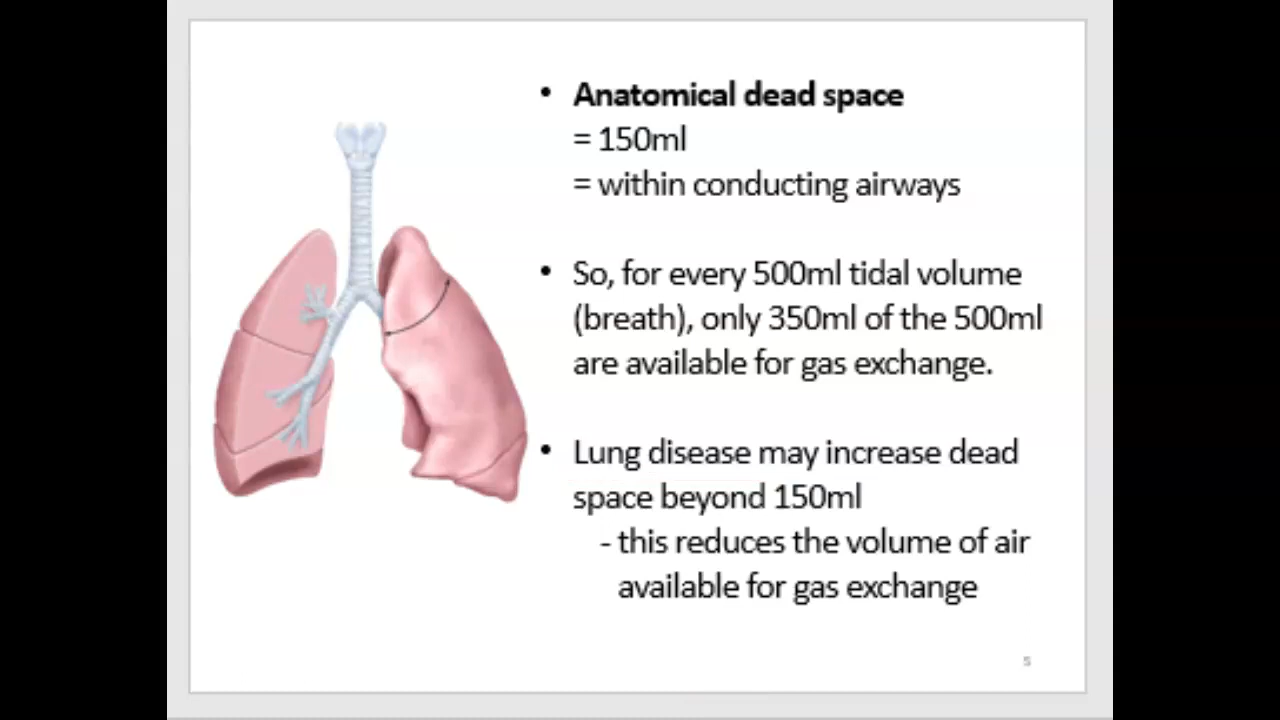 • Anatomical dead space
= 150ml
= within conducting airways
• So, for every 500ml tidal volume
(breath), only 350ml of the 500ml
are available for gas exchange.
• Lung disease may increase dead
space beyond 150ml
- this reduces the volume of air
available for gas exchange
5